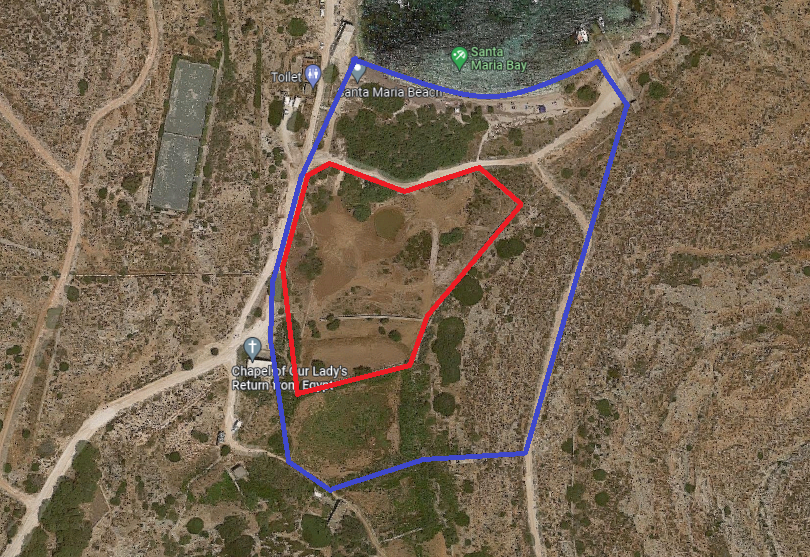 Santa
Maria Bay
Toilet
Santa Maria Beach
Chapel of Our Lady's
Return from Egypt